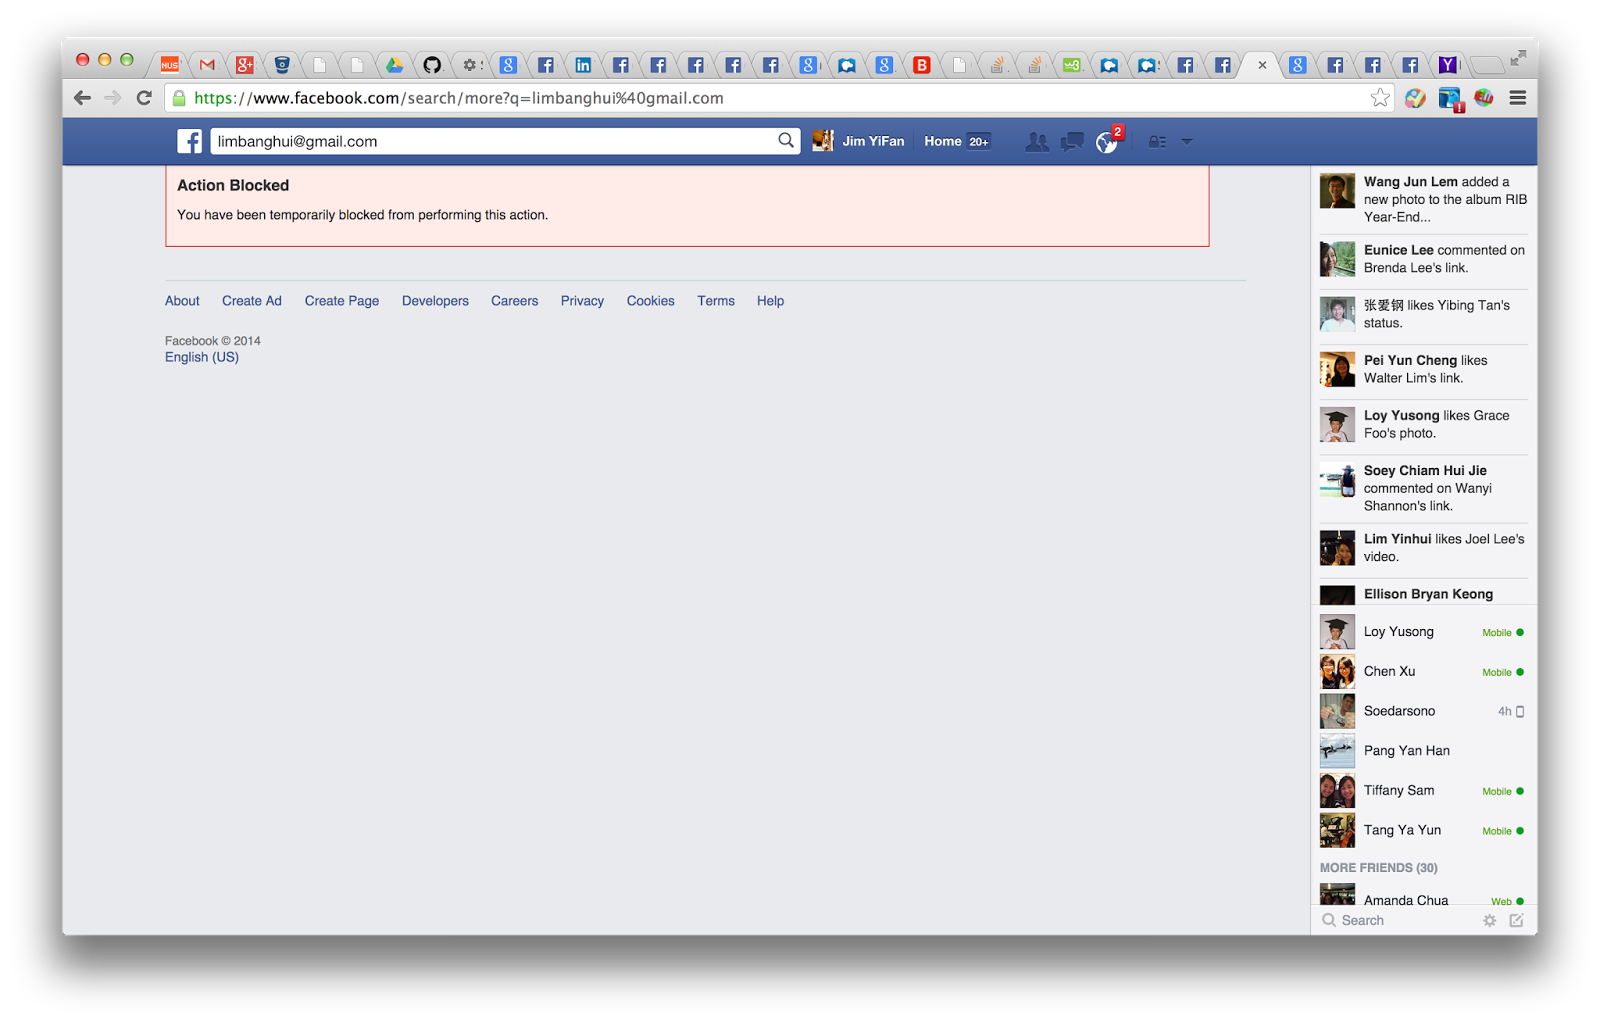 NUS
https://www.facebook.com/search/more?q=limbanghui%40gmail.com
limbanghui@gmail.com
Jim YiFan
Home 20+
2
Action Blocked
You have been temporarily blocked from performing this action.
About Create Ad Create Page Developers Careers Privacy Cookies Terms Help
Facebook © 2014
English (US)
Wang Jun Lem added a
new photo to the album RIB
Year-End...
Eunice Lee commented on
Brenda Lee's link.
张爱钢 likes Yibing Tan's
status.
Pei Yun Cheng likes
Walter Lim's link.
Loy Yusong likes Grace
Foo's photo.
Soey Chiam Hui Jie
commented on Wanyi
Shannon's link.
Lim Yinhui likes Joel Lee's
video.
Ellison Bryan Keong
Loy Yusong Mobile
Chen Xu Mobile
Soedarsono 4h
Pang Yan Han
Tiffany Sam Mobile
Tang Ya Yun Mobile
MORE FRIENDS (30)
Amanda Chua Web
Search